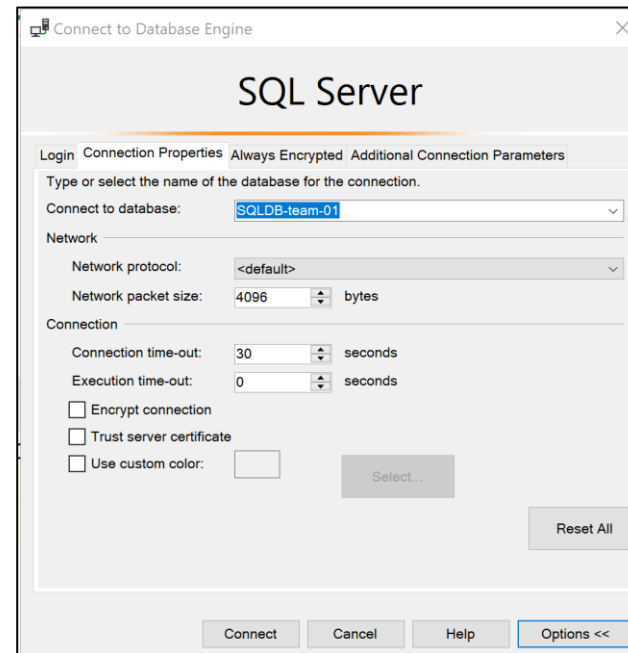 Connect to Database Engine
SQL Server
Login Connection Properties Always Encrypted Additional Connection Parameters
Type or select the name of the database for the connection.
Connect to database: SQLDB-team-01
Network
Network protocol: <default>
Network packet size: 4096 bytes
Connection
Connection time-out: 30 seconds
Execution time-out: 0 seconds
Encrypt connection
Trust server certificate
Use custom color: Select...
Reset All
Connect Cancel Help Options <<